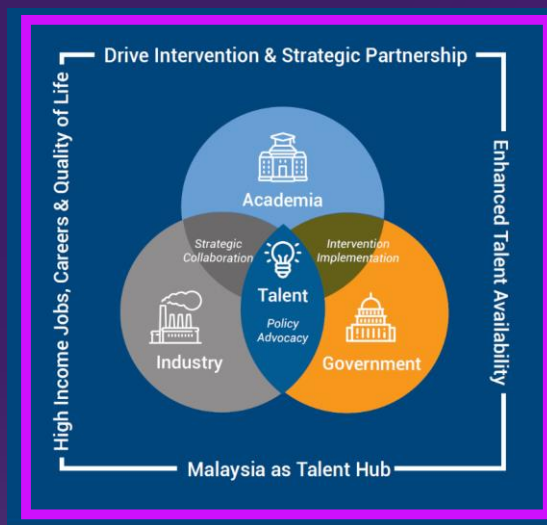 Drive Intervention & Strategic Partnership
High Income Jobs, Careers & Quality of Life
Enhanced Talent Availability
Academia
Strategic
Collaboration
Intervention
Implementation
Talent
Policy
Advocacy
Industry
Government
Malaysia as Talent Hub